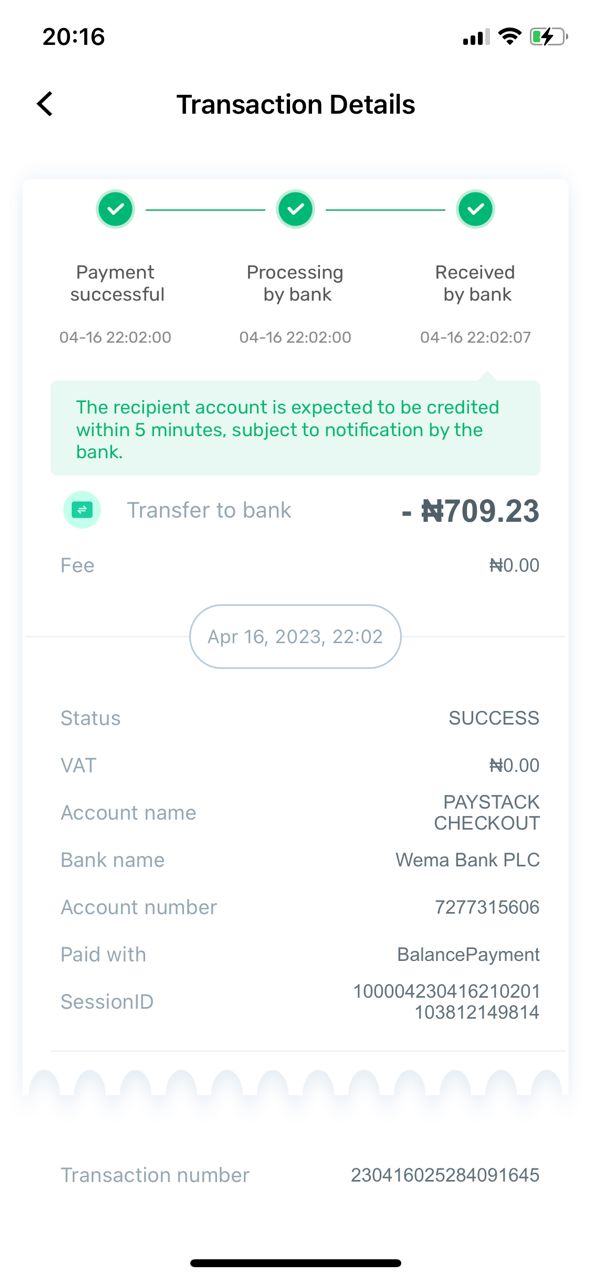 20:16
Transaction Details
Payment successful
Processing by bank
Received by bank
04-16 22:02:00
04-16 22:02:00
04-16 22:02:07
The recipient account is expected to be credited
within 5 minutes, subject to notification by the
bank.
Transfer to bank - ₦709.23
Fee ₦0.00
Apr 16, 2023, 22:02
Status SUCCESS
VAT ₦0.00
Account name PAYSTACK
CHECKOUT
Bank name Wema Bank PLC
Account number 7277315606
Paid with BalancePayment
SessionID 100004230416210201
103812149814
Transaction number 230416025284091645